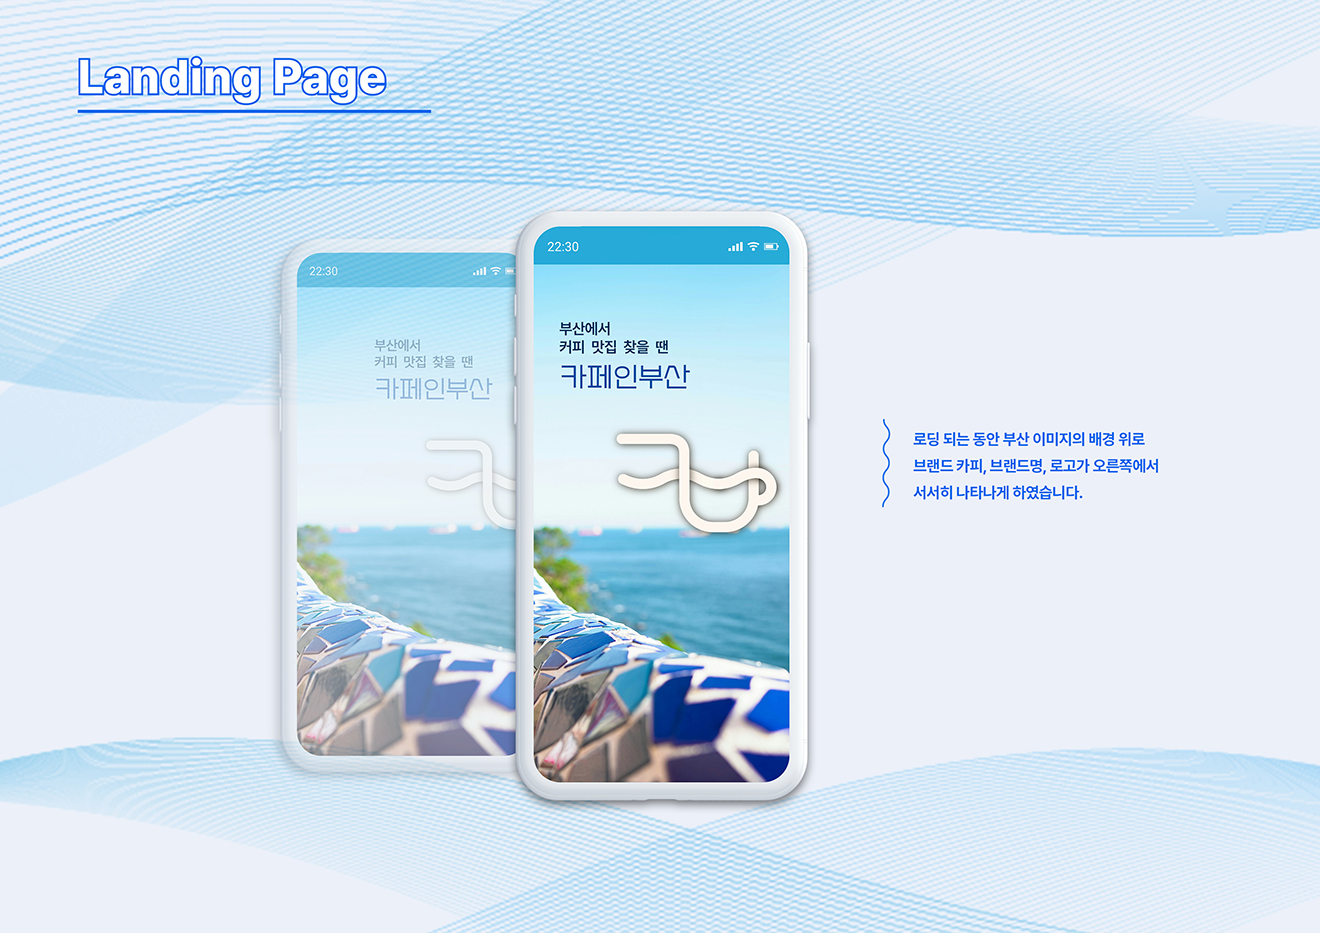 Landing Page
22:30
부산에서
커피 맛집 찾을 땐
카페인부산
22:30
부산에서
커피 맛집 찾을 땐
카페인부산
로딩 되는 동안 부산 이미지의 배경 위로
브랜드 카피, 브랜드명, 로고가 오른쪽에서
서서히 나타나게 하였습니다.